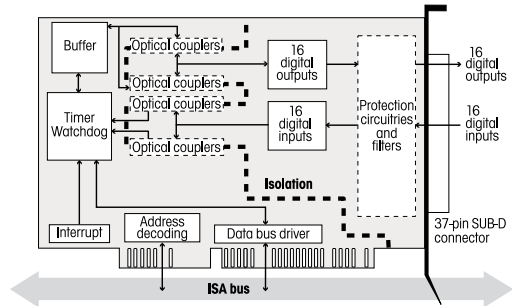 Buffer
Optical couplers
16
digital
outputs
16
digital
outputs
Optical couplers
Optical couplers
Timer
Watchdog
16
digital
inputs
Protection
circuitries
and
filters
16
digital
inputs
Optical couplers
Isolation
37-pin SUB-D
connector
Interrupt
Address
decoding
Data bus driver
ISA bus